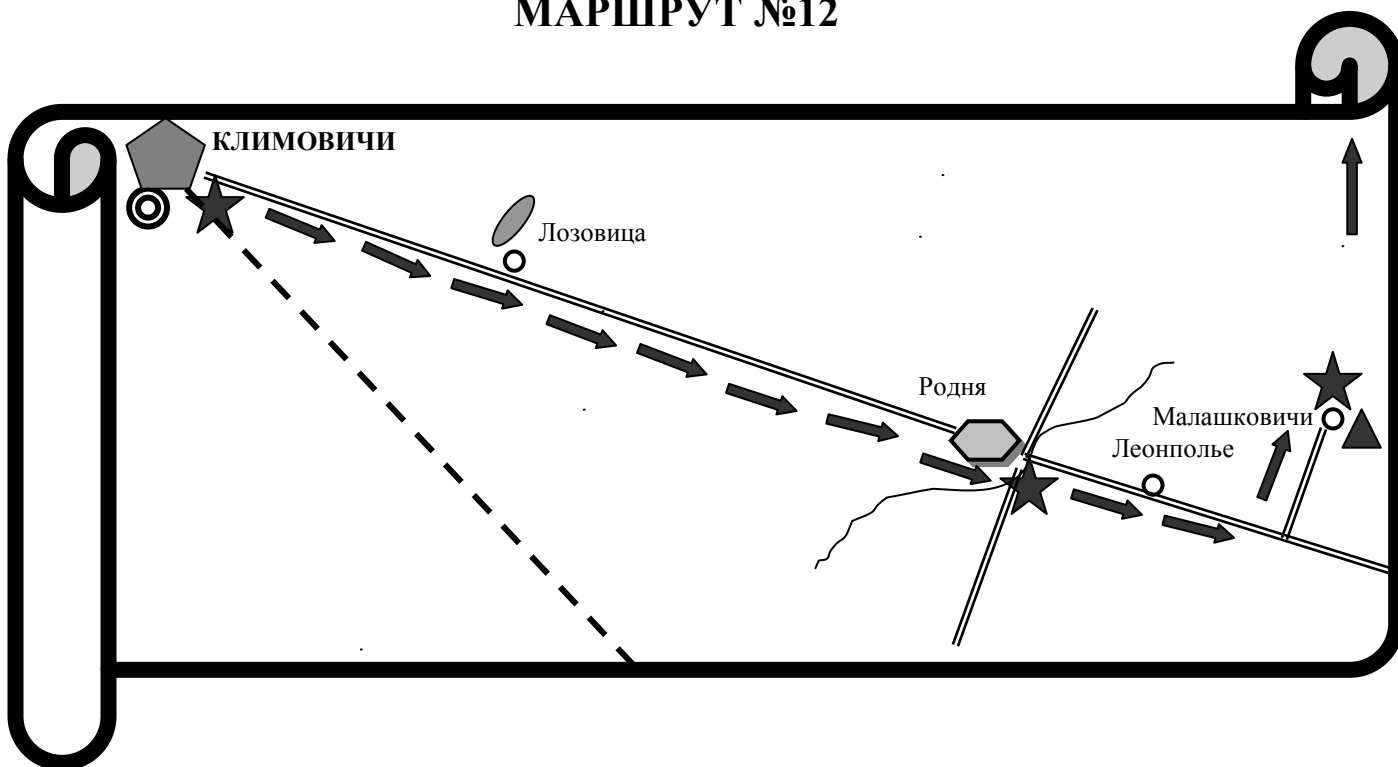 МАРШРУТ №12
КЛИМОВИЧИ
Лозовица
Родня
Малашковичи
Леонполье